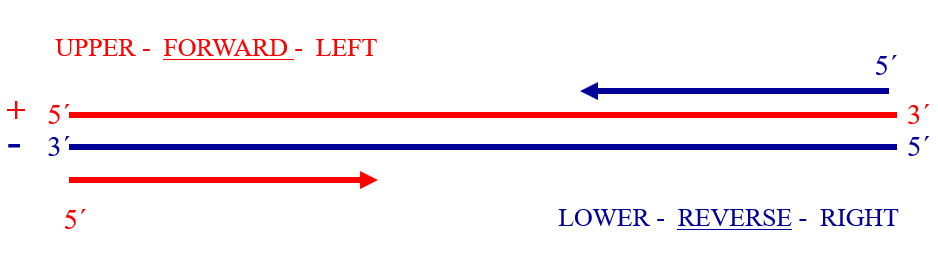 UPPER - FORWARD - LEFT
5´
+ 5´ 3´
- 3´ 5´
5´
LOWER - REVERSE - RIGHT